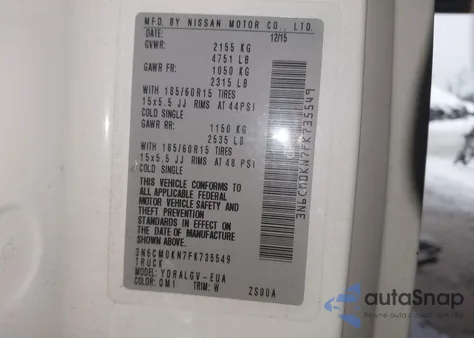 MFD. BY NISSAN MOTOR CO., LTD.
DATE: 12/15
GVWR: 2155 KG
4751 LB
GAWR FR: 1050 KG
2315 LB
WITH 185/60R15 TIRES
15x5.5 JJ RIMS AT 44PSI
COLD SINGLE
GAWR RR: 1150 KG
2535 LB
WITH 185/60R15 TIRES
15x5.5 JJ RIMS AT 48 PSI
COLD SINGLE
THIS VEHICLE CONFORMS TO
ALL APPLICABLE FEDERAL
MOTOR VEHICLE SAFETY AND
THEFT PREVENTION
STANDARDS IN EFFECT ON
THE DATE OF MANUFACTURE
SHOWN ABOVE.
3N6CM0KN7FK735549
TRUCK
MODEL: YDRALGV-EUA
COLOR: QM1 TRIM: W ZS00A
3N6CM0KN7FK735549
autoSnap